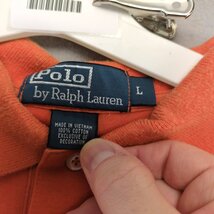 Polo
by Ralph Lauren
L
MADE IN VIETNAM
100% COTTON
EXCLUSIVE OF
DECORATION